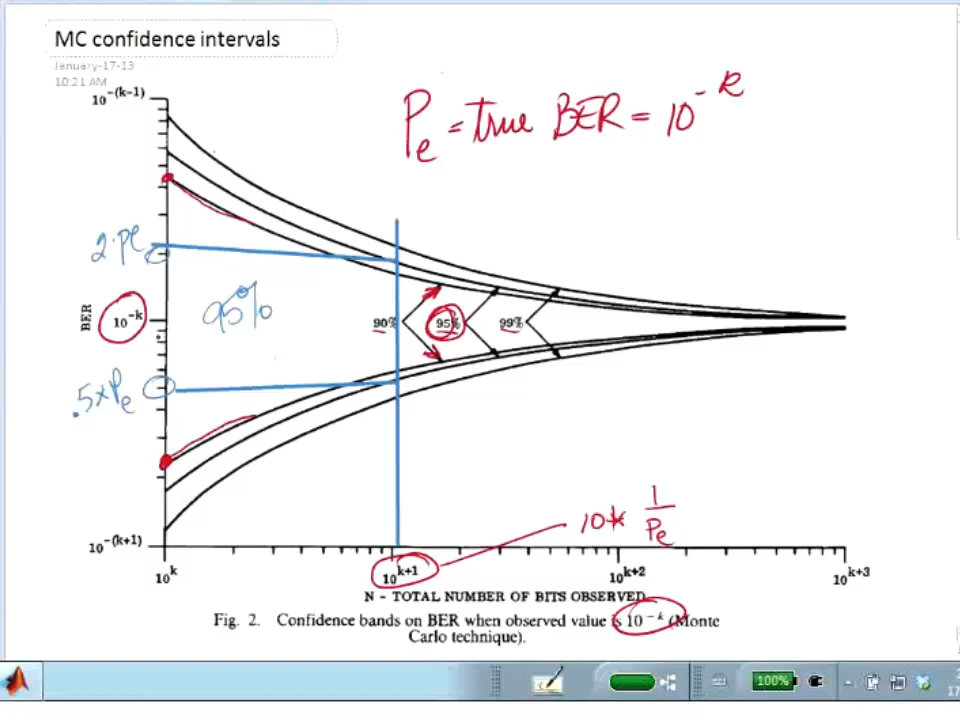 MC confidence intervals
January-17-13
10:21 AM
10^-(k-1)
Pe = true BER = 10^-k
2·Pe
95%
BER
10^-k
90%
95%
99%
.5×Pe
10* 1/Pe
10^-(k+1)
10^k
10^k+1
10^k+2
10^k+3
N - TOTAL NUMBER OF BITS OBSERVED
Fig. 2. Confidence bands on BER when observed value is 10^-k (Monte
Carlo technique).
100%